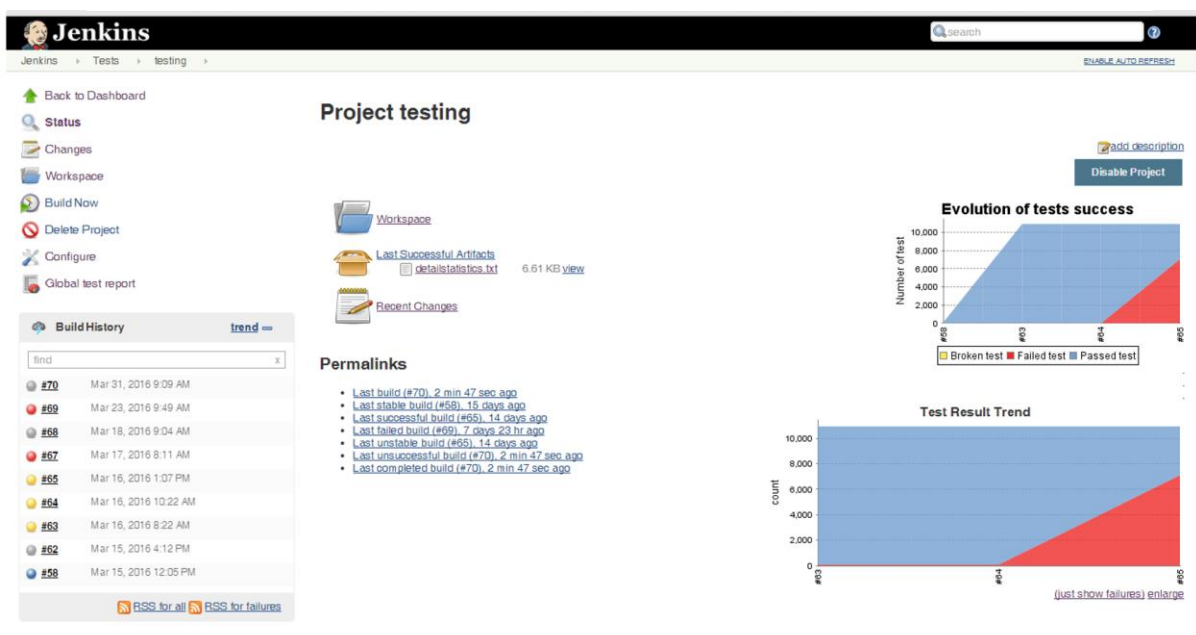 Jenkins
search
Jenkins Tests testing
ENABLE AUTO REFRESH
Back to Dashboard
Status
Changes
Workspace
Build Now
Delete Project
Configure
Global test report
Build History trend
find x
#70 Mar 31, 2016 9:09 AM
#69 Mar 23, 2016 9:49 AM
#68 Mar 18, 2016 9:04 AM
#67 Mar 17, 2016 8:11 AM
#65 Mar 16, 2016 1:07 PM
#64 Mar 16, 2016 10:22 AM
#63 Mar 16, 2016 8:22 AM
#62 Mar 15, 2016 4:12 PM
#58 Mar 15, 2016 12:05 PM
RSS for all RSS for failures
Project testing
add description
Disable Project
Workspace
Last Successful Artifacts
detailstatistics.txt 6.61 KB view
Recent Changes
Permalinks
Last build (#70), 2 min 47 sec ago
Last stable build (#58), 15 days ago
Last successful build (#65), 14 days ago
Last failed build (#69), 7 days 23 hr ago
Last unstable build (#65), 14 days ago
Last unsuccessful build (#70), 2 min 47 sec ago
Last completed build (#70), 2 min 47 sec ago
Evolution of tests success
Number of test
10,000
8,000
6,000
4,000
2,000
0
#58 #63 #64 #65
Broken test Failed test Passed test
Test Result Trend
count
10,000
8,000
6,000
4,000
2,000
0
#63 #64 #65
(just show failures) enlarge